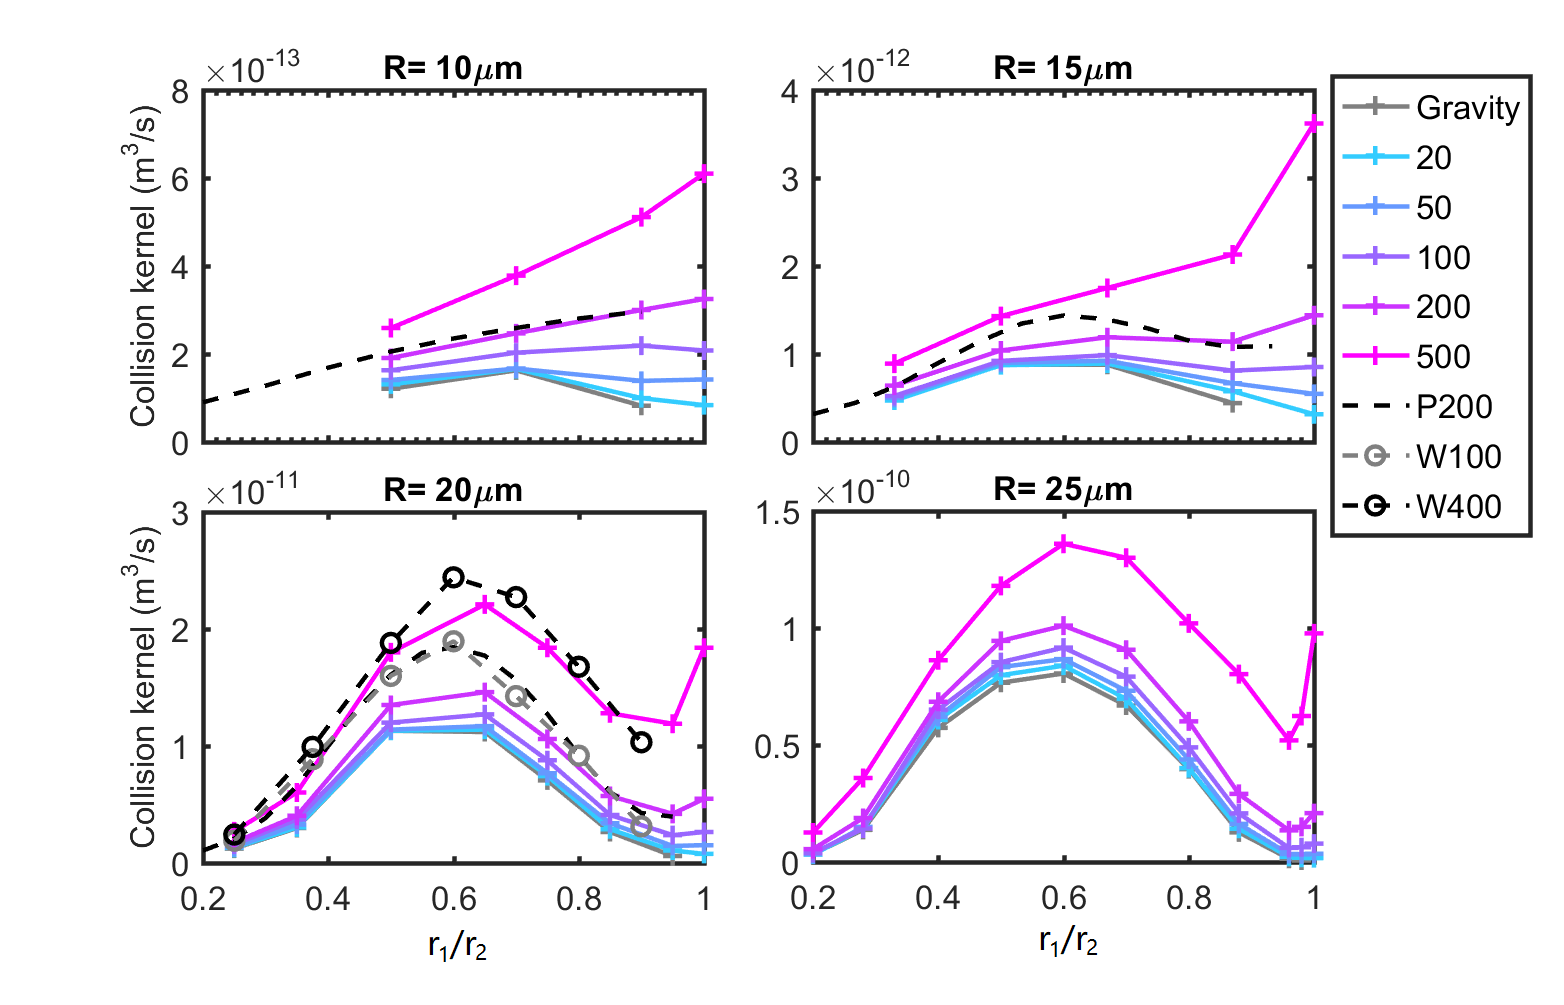 ×10⁻¹³
R= 10μm
8
6
4
2
0
Collision kernel (m³/s)
×10⁻¹²
R= 15μm
4
3
2
1
0
Gravity
20
50
100
200
500
P200
W100
W400
×10⁻¹¹
R= 20μm
3
2
1
0
Collision kernel (m³/s)
0.2 0.4 0.6 0.8 1
r₁/r₂
×10⁻¹⁰
R= 25μm
1.5
1
0.5
0
0.2 0.4 0.6 0.8 1
r₁/r₂